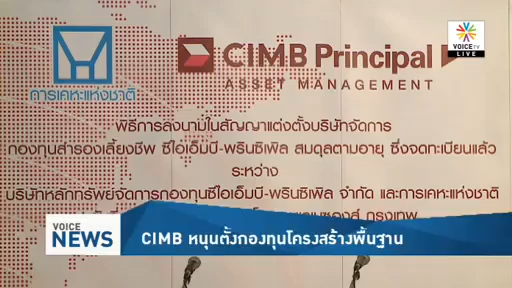 VOICE TV
LIVE
การเคหะแห่งชาติ
CIMB Principal
ASSET MANAGEMENT
พิธีการลงนามในสัญญาแต่งตั้งบริษัทจัดการ
กองทุนสำรองเลี้ยงชีพ ซีไอเอ็มบี-พรินซิเพิล สมดุลตามอายุ ซึ่งจดทะเบียนแล้ว
ระหว่าง
บริษัทหลักทรัพย์จัดการกองทุนซีไอเอ็มบี-พรินซิเพิล จำกัด และการเคหะแห่งชาติ
กรุงเทพ
VOICE
NEWS
CIMB หนุนตั้งกองทุนโครงสร้างพื้นฐาน